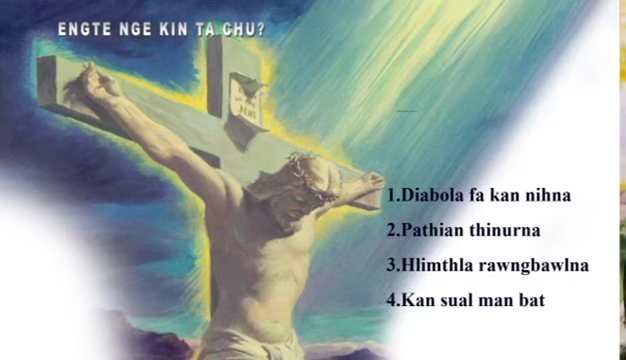 ENGTE NGE KIN TA CHU?
1.Diabola fa kan nihna
2.Pathian thinurna
3.Hlimthla rawngbawlna
4.Kan sual man bat